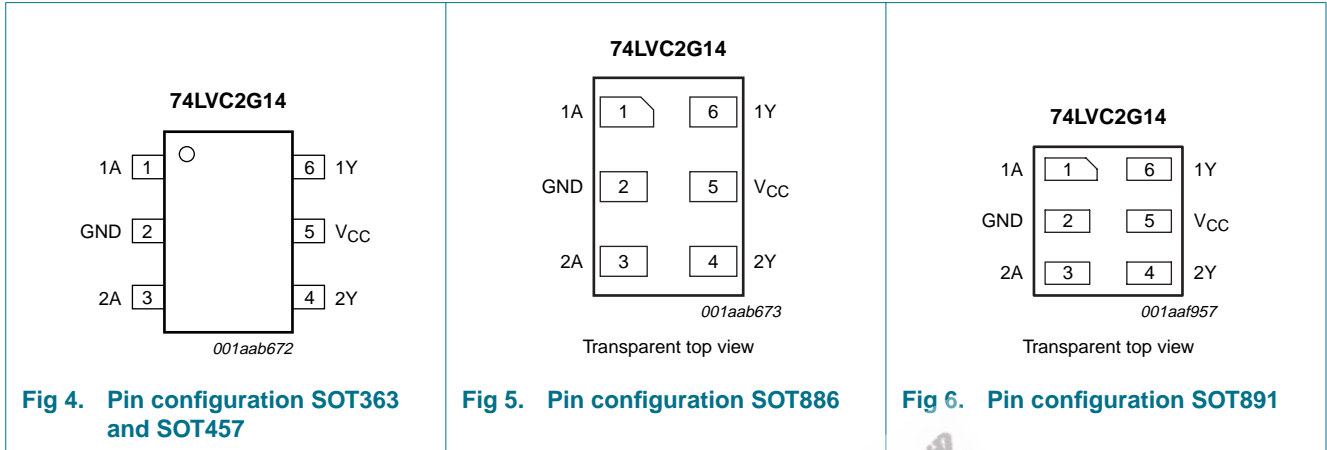 74LVC2G14
1A 1 6 1Y
GND 2 5 VCC
2A 3 4 2Y
001aab672
Fig 4. Pin configuration SOT363
and SOT457
74LVC2G14
1A 1 6 1Y
GND 2 5 VCC
2A 3 4 2Y
001aab673
Transparent top view
Fig 5. Pin configuration SOT886
74LVC2G14
1A 1 6 1Y
GND 2 5 VCC
2A 3 4 2Y
001aaf957
Transparent top view
Fig 6. Pin configuration SOT891